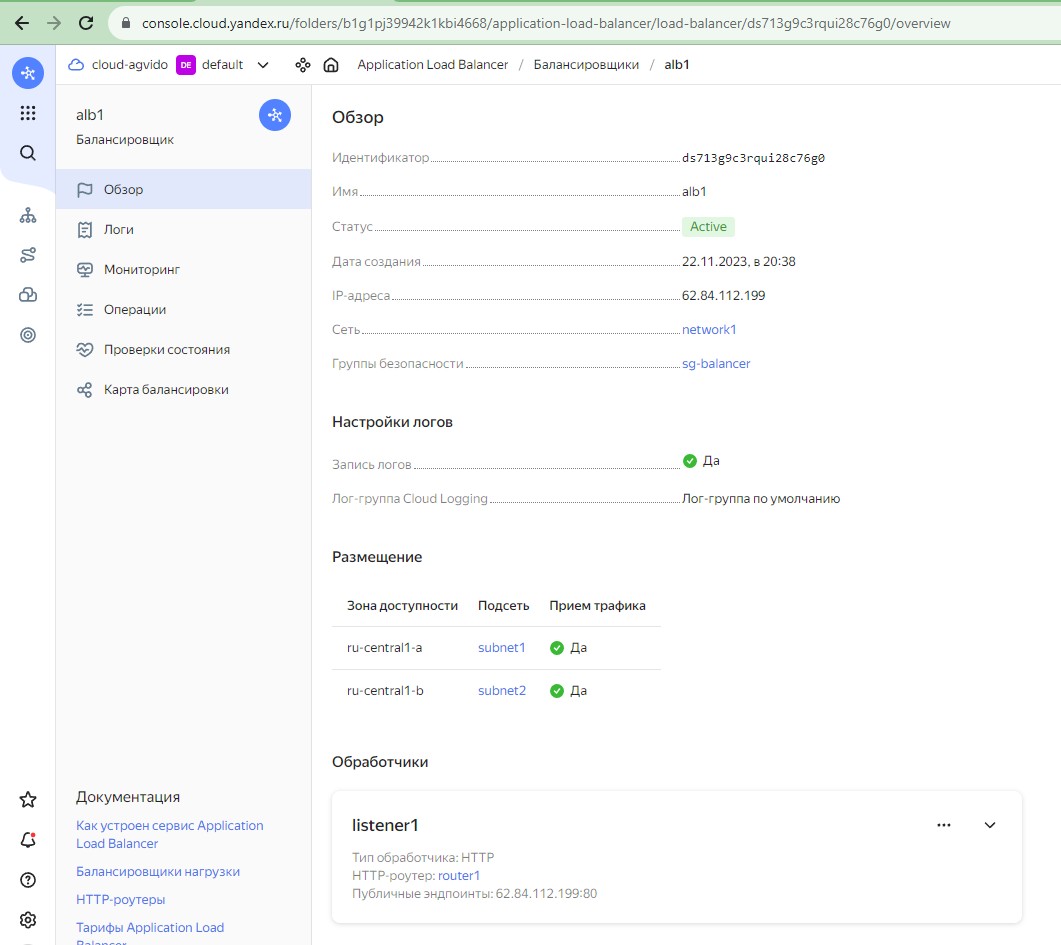 console.cloud.yandex.ru/folders/b1g1pj39942k1kbi4668/application-load-balancer/load-balancer/ds713g9c3rqui28c76g0/overview
cloud-agvido DE default Application Load Balancer / Балансировщики / alb1
alb1
Балансировщик
Обзор
Логи
Мониторинг
Операции
Проверки состояния
Карта балансировки
Документация
Как устроен сервис Application
Load Balancer
Балансировщики нагрузки
HTTP-роутеры
Тарифы Application Load
Balancer
Обзор
Идентификатор ds713g9c3rqui28c76g0
Имя alb1
Статус Active
Дата создания 22.11.2023, в 20:38
IP-адреса 62.84.112.199
Сеть network1
Группы безопасности sg-balancer
Настройки логов
Запись логов Да
Лог-группа Cloud Logging Лог-группа по умолчанию
Размещение
Зона доступности Подсеть Прием трафика
ru-central1-a subnet1 Да
ru-central1-b subnet2 Да
Обработчики
listener1
Тип обработчика: HTTP
HTTP-роутер: router1
Публичные эндпоинты: 62.84.112.199:80